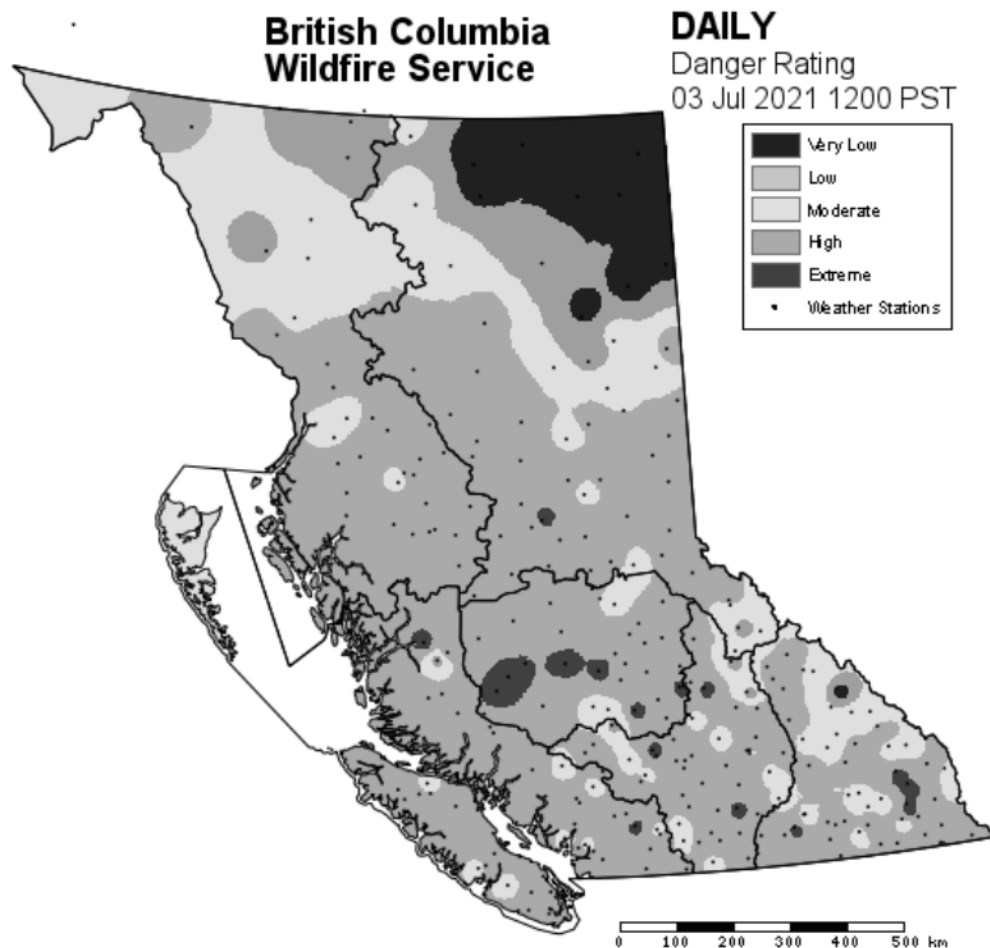 British Columbia
Wildfire Service
DAILY
Danger Rating
03 Jul 2021 1200 PST
Very Low
Low
Moderate
High
Extreme
Weather Stations
0 100 200 300 400 500 km